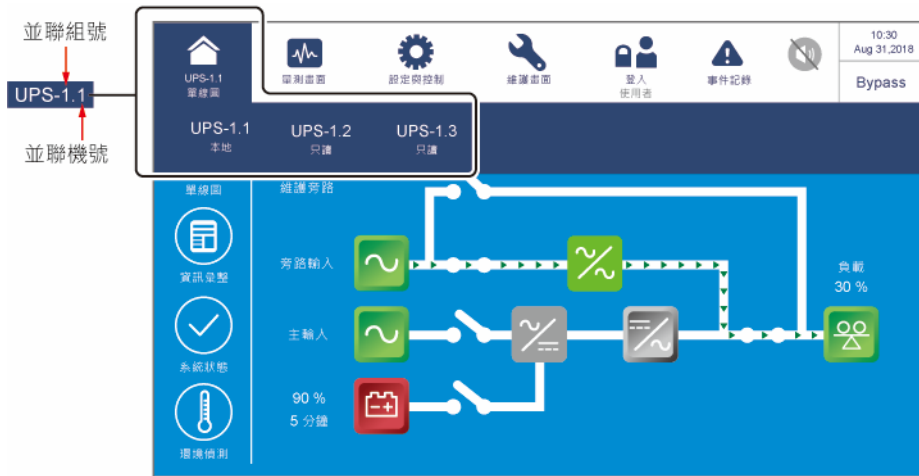 並聯組號
UPS-1.1
並聯機號
UPS-1.1
單線圖
量測畫面
設定與控制
維護畫面
登入
使用者
事件記錄
10:30
Aug 31,2018
Bypass
UPS-1.1
本地
UPS-1.2
只讀
UPS-1.3
只讀
單線圖
資訊彙整
系統狀態
環境偵測
維護旁路
旁路輸入
主輸入
90 %
5 分鐘
負載
30 %